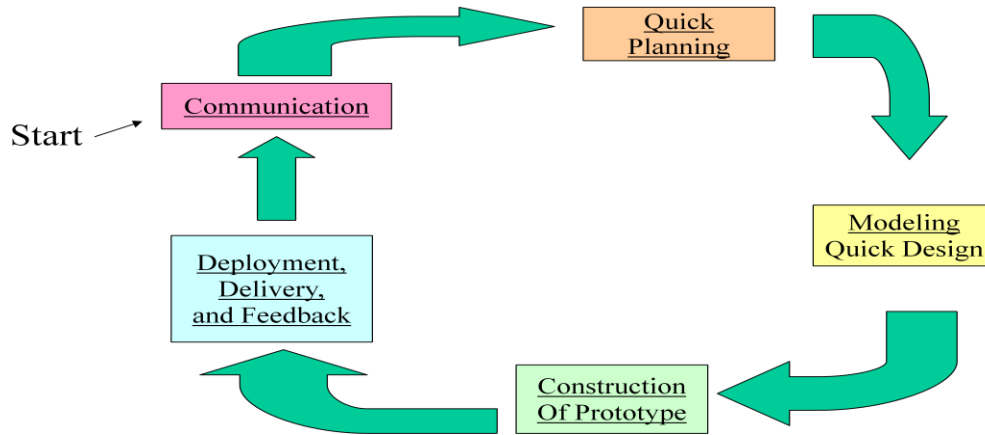 Quick
Planning
Communication
Start
Modeling
Quick Design
Deployment,
Delivery,
and Feedback
Construction
Of Prototype